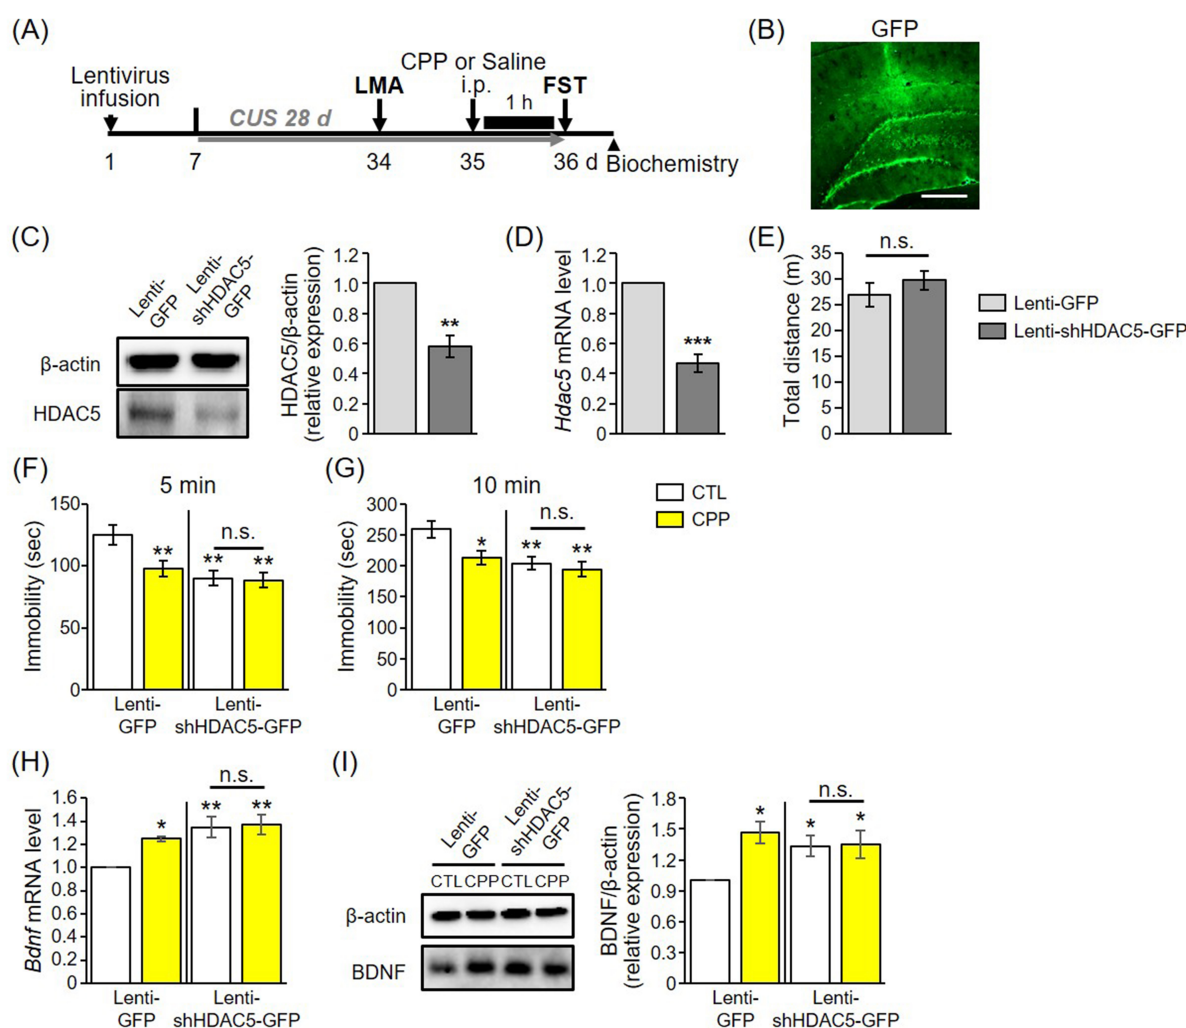 (A)
Lentivirus
infusion
CUS 28 d
LMA
CPP or Saline
i.p.
1 h
FST
1
7
34
35
36 d
Biochemistry
(B)
GFP
(C)
Lenti-
GFP
Lenti-
shHDAC5-
GFP
β-actin
HDAC5
HDAC5/β-actin
(relative expression)
1.2
1.0
0.8
0.6
0.4
0.2
0
**
(D)
Hdac5 mRNA level
1.2
1.0
0.8
0.6
0.4
0.2
0
***
(E)
Total distance (m)
35
30
25
20
15
10
5
0
n.s.
Lenti-GFP
Lenti-shHDAC5-GFP
(F)
5 min
Immobility (sec)
150
100
50
0
**
**
n.s.
**
Lenti-
GFP
Lenti-
shHDAC5-GFP
(G)
10 min
Immobility (sec)
300
250
200
150
100
50
0
*
**
n.s.
**
Lenti-
GFP
Lenti-
shHDAC5-GFP
CTL
CPP
(H)
Bdnf mRNA level
1.6
1.4
1.2
1.0
0.8
0.6
0.4
0.2
0
*
**
n.s.
**
Lenti-
GFP
Lenti-
shHDAC5-GFP
(I)
Lenti-
GFP
Lenti-
shHDAC5-
GFP
CTL CPP CTL CPP
β-actin
BDNF
BDNF/β-actin
(relative expression)
1.8
1.5
1.2
0.9
0.6
0.3
0
*
*
n.s.
*
Lenti-
GFP
Lenti-
shHDAC5-GFP